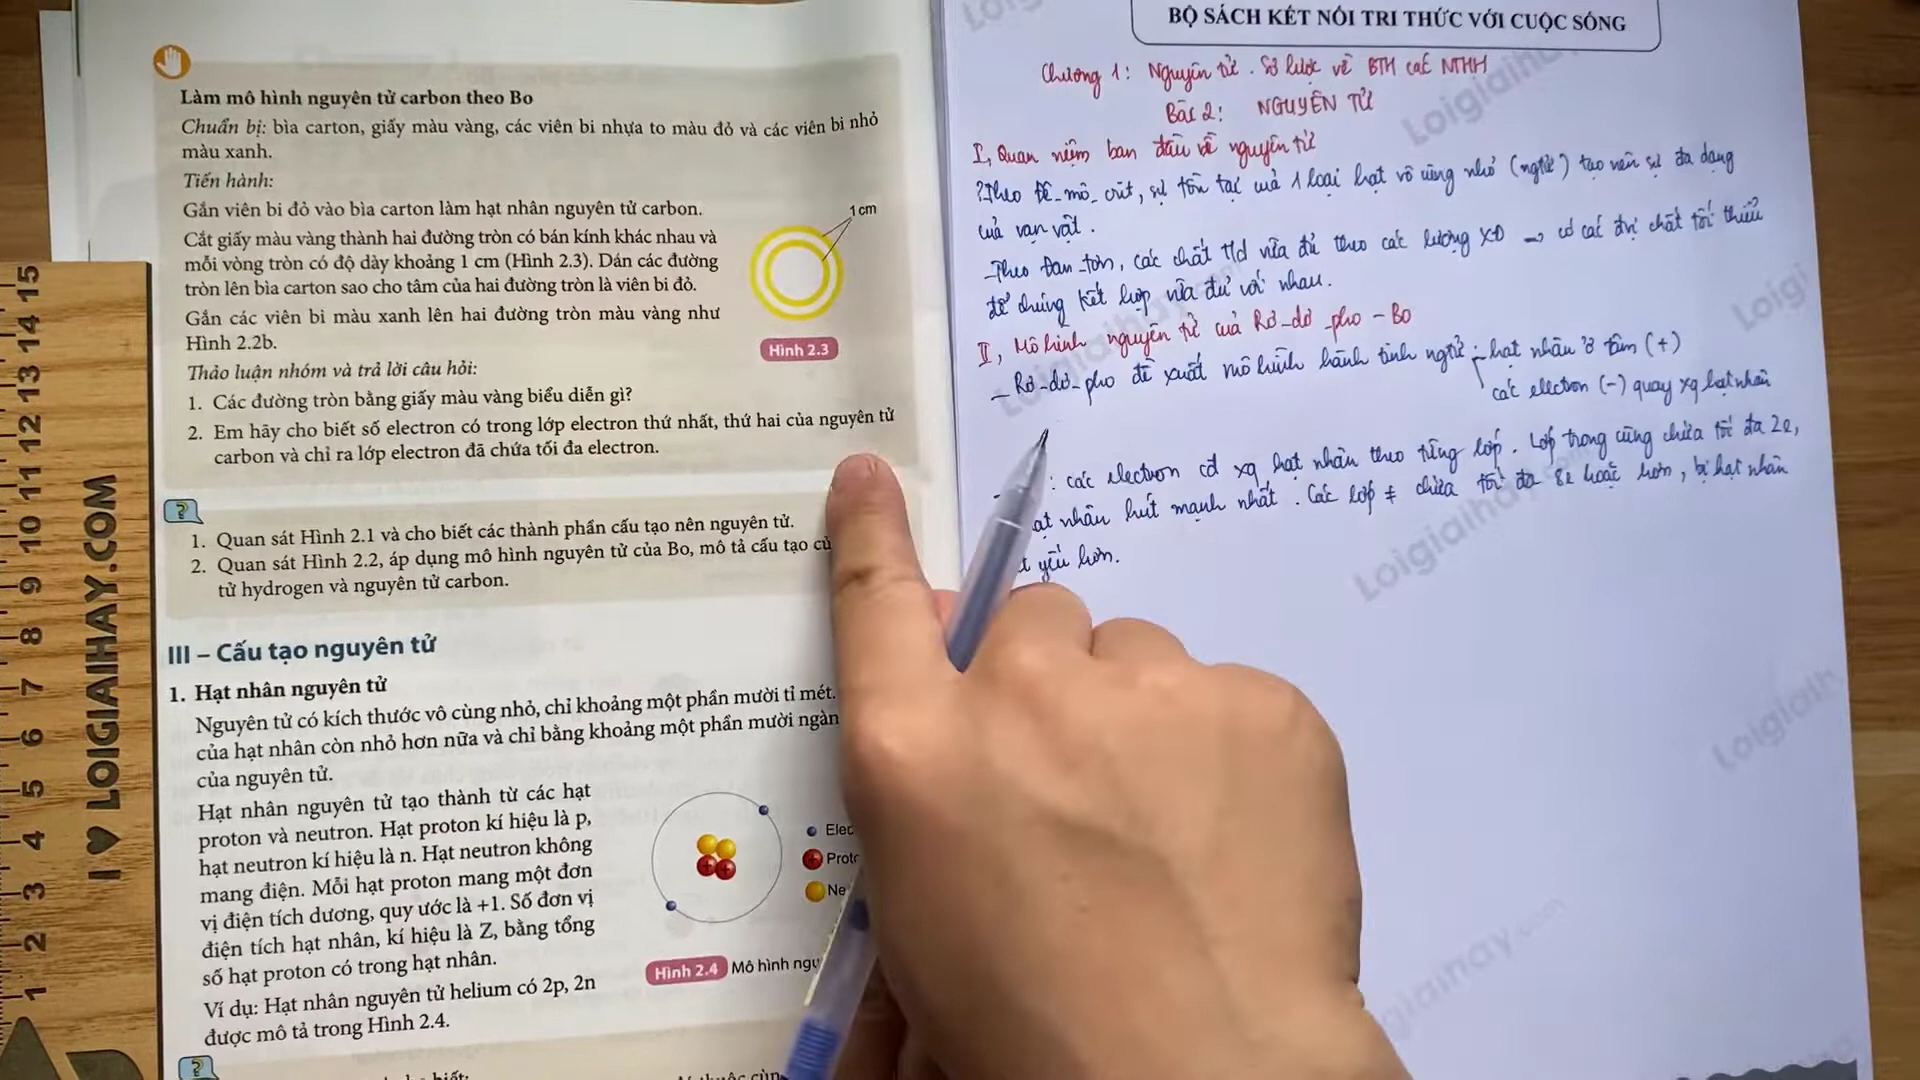 Làm mô hình nguyên tử carbon theo Bo
Chuẩn bị: bìa carton, giấy màu vàng, các viên bi nhựa to màu đỏ và các viên bi nhỏ
màu xanh.
Tiến hành:
Gắn viên bi đỏ vào bìa carton làm hạt nhân nguyên tử carbon.
Cắt giấy màu vàng thành hai đường tròn có bán kính khác nhau và
mỗi vòng tròn có độ dày khoảng 1 cm (Hình 2.3). Dán các đường
tròn lên bìa carton sao cho tâm của hai đường tròn là viên bi đỏ.
Gắn các viên bi màu xanh lên hai đường tròn màu vàng như
Hình 2.2b.
1 cm
Hình 2.3
Thảo luận nhóm và trả lời câu hỏi:
1. Các đường tròn bằng giấy màu vàng biểu diễn gì?
2. Em hãy cho biết số electron có trong lớp electron thứ nhất, thứ hai của nguyên tử
carbon và chỉ ra lớp electron đã chứa tối đa electron.
?
1. Quan sát Hình 2.1 và cho biết các thành phần cấu tạo nên nguyên tử.
2. Quan sát Hình 2.2, áp dụng mô hình nguyên tử của Bo, mô tả cấu tạo củ
tử hydrogen và nguyên tử carbon.
III – Cấu tạo nguyên tử
1. Hạt nhân nguyên tử
Nguyên tử có kích thước vô cùng nhỏ, chỉ khoảng một phần mười tỉ mét.
của hạt nhân còn nhỏ hơn nữa và chỉ bằng khoảng một phần mười ngàn
của nguyên tử.
Hạt nhân nguyên tử tạo thành từ các hạt
proton và neutron. Hạt proton kí hiệu là p,
hạt neutron kí hiệu là n. Hạt neutron không
mang điện. Mỗi hạt proton mang một đơn
vị điện tích dương, quy ước là +1. Số đơn vị
điện tích hạt nhân, kí hiệu là Z, bằng tổng
số hạt proton có trong hạt nhân.
Ví dụ: Hạt nhân nguyên tử helium có 2p, 2n
được mô tả trong Hình 2.4.
Elec
Prot
Ne
Hình 2.4 Mô hình ngu
?
I ♥ LOIGIAIHAY.COM
1 2 3 4 5 6 7 8 9 10 11 12 13 14 15
BỘ SÁCH KẾT NỐI TRI THỨC VỚI CUỘC SỐNG
Chương 1: Nguyên tử. Sơ lược về BTH các NTHH
Bài 2: NGUYÊN TỬ
I, Quan niệm ban đầu về nguyên tử
? Theo Đê-mô-crit, sự tồn tại của 1 loại hạt vô cùng nhỏ (ngtử) tạo nên sự đa dạng
của vạn vật.
- Theo Đan-tơn, các chất t/d vừa đủ theo các lượng xđ → có các đvị chất tối thiểu
để chúng kết hợp vừa đủ với nhau.
II, Mô hình nguyên tử của Rơ-dơ-pho - Bo
- Rơ-dơ-pho đề xuất mô hình hành tinh ngtử: hạt nhân ở tâm (+)
các electron (-) quay xq hạt nhân
: các electron cđ xq hạt nhân theo từng lớp. Lớp trong cùng chứa tối đa 2e,
ạt nhân hút mạnh nhất. Các lớp ≠ chứa tối đa 8e hoặc hơn, bị hạt nhân
t yếu hơn.
Loigiaihay.com